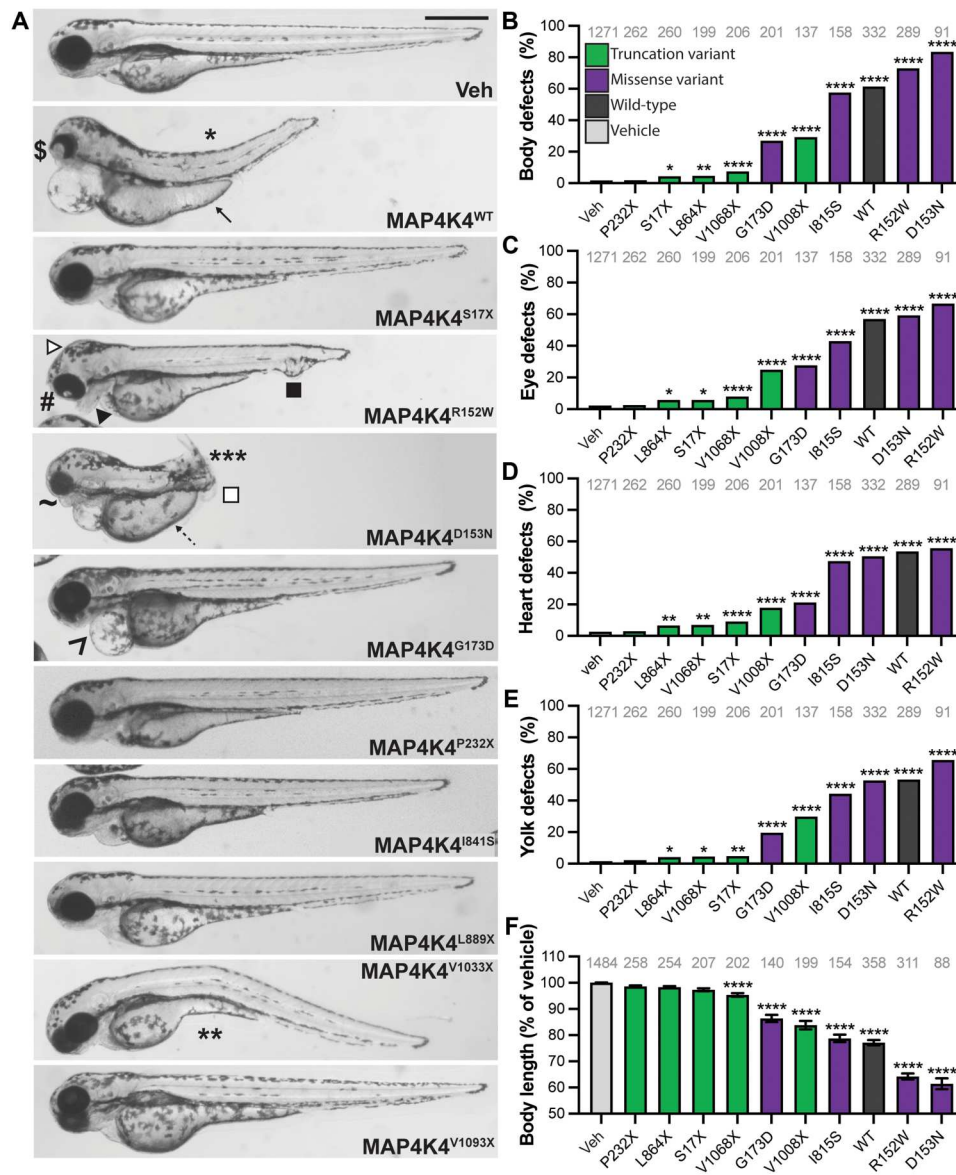 A
Veh
$
*
MAP4K4WT
MAP4K4S17X
#
MAP4K4R152W
***
~
MAP4K4D153N
>
MAP4K4G173D
MAP4K4P232X
MAP4K4I841S
MAP4K4L889X
MAP4K4V1033X
**
MAP4K4V1093X
B
Body defects (%)
100
80
60
40
20
0
1271 262 260 199 206 201 137 158 332 289 91
Truncation variant
Missense variant
Wild-type
Vehicle
* ** **** **** **** **** **** **** ****
Veh P232X S17X L864X V1068X G173D V1008X I815S WT R152W D153N
C
Eye defects (%)
100
80
60
40
20
0
1271 262 260 199 206 201 137 158 332 289 91
* * **** **** **** **** **** **** ****
Veh P232X L864X S17X V1068X V1008X G173D I815S WT D153N R152W
D
Heart defects (%)
100
80
60
40
20
0
1271 262 260 199 206 201 137 158 332 289 91
** ** **** **** **** **** **** **** ****
Veh P232X L864X V1068X S17X V1008X G173D I815S D153N WT R152W
E
Yolk defects (%)
100
80
60
40
20
0
1271 262 260 199 206 201 137 158 332 289 91
* * ** **** **** **** **** **** ****
Veh P232X L864X V1068X S17X G173D V1008X I815S D153N WT R152W
F
Body length (% of vehicle)
110
100
90
80
70
60
50
1484 258 254 207 202 140 199 154 358 311 88
**** **** **** **** **** **** ****
Veh P232X L864X S17X V1068X G173D V1008X I815S WT R152W D153N